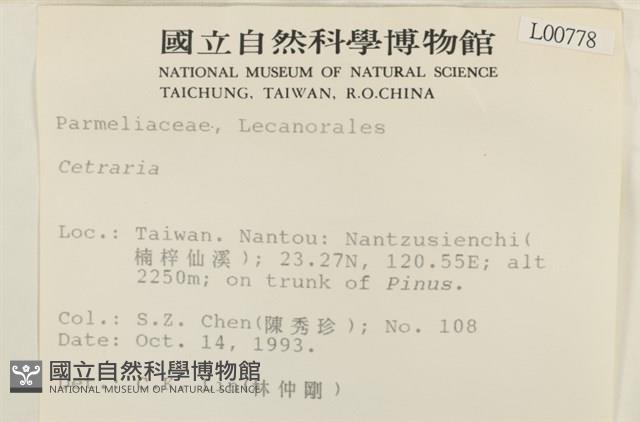 L00778
國立自然科學博物館
NATIONAL MUSEUM OF NATURAL SCIENCE
TAICHUNG, TAIWAN, R.O.CHINA
Parmeliaceae, Lecanorales
Cetraria
Loc.: Taiwan. Nantou: Nantzusienchi(
楠梓仙溪); 23.27N, 120.55E; alt
2250m; on trunk of Pinus.
Col.: S.Z. Chen(陳秀珍); No. 108
Date: Oct. 14, 1993.
國立自然科學博物館
NATIONAL MUSEUM OF NATURAL SCIENCE
(林仲剛)